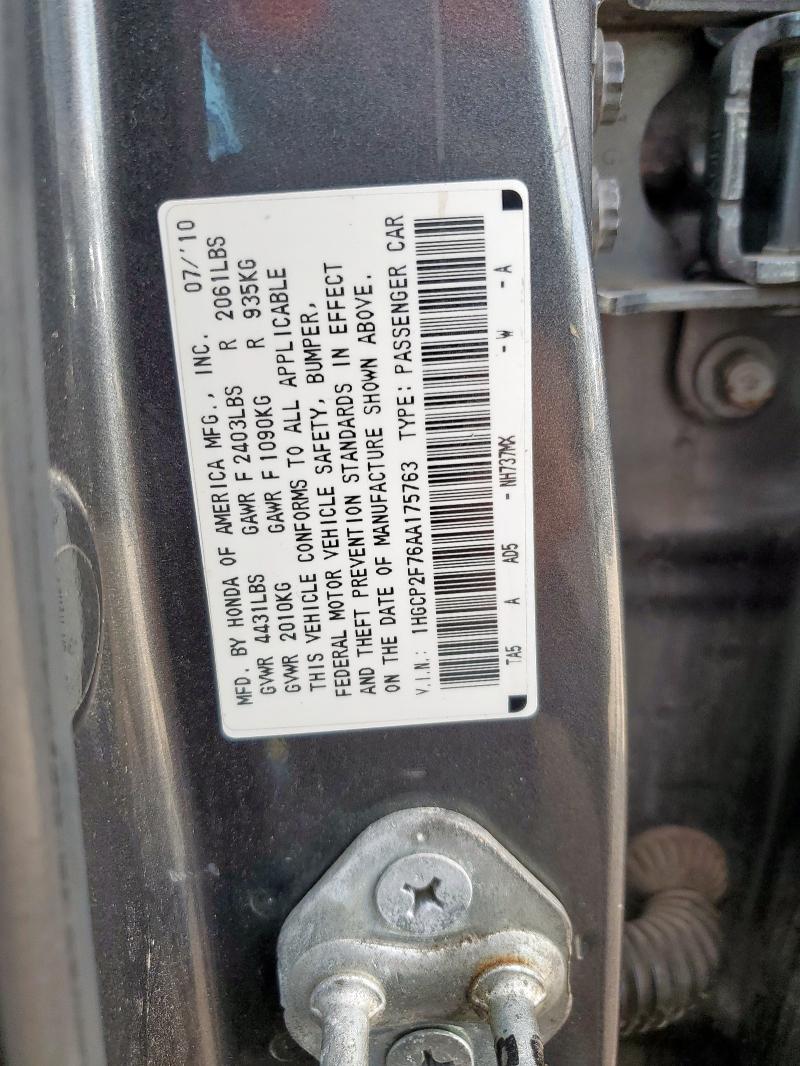 MFD. BY HONDA OF AMERICA MFG., INC. 07/'10
GVWR 4431LBS GAWR F 2403LBS R 2061LBS
GVWR 2010KG GAWR F 1090KG R 935KG
THIS VEHICLE CONFORMS TO ALL APPLICABLE
FEDERAL MOTOR VEHICLE SAFETY, BUMPER,
AND THEFT PREVENTION STANDARDS IN EFFECT
ON THE DATE OF MANUFACTURE SHOWN ABOVE.
V.I.N.: 1HGCP2F76AA175763 TYPE: PASSENGER CAR
TA5 A AD5 - NH737MX - W - A